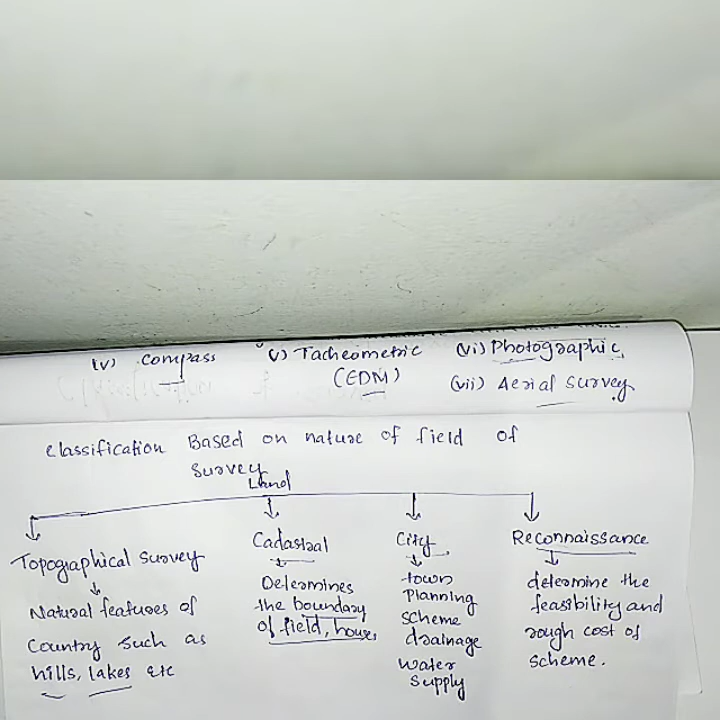 (V) Compass (V) Tacheometric (Vi) Photographic
(EDM) (Vii) Aerial Survey
Classification Based on nature of field of
Survey
Land
Topographical Survey
Natural features of
Country Such as
hills, lakes etc
Cadastral
Determines
the boundary
of field, house,
City
town
Planning
Scheme
drainage
Water
Supply
Reconnaissance
determine the
feasibility and
rough cost of
scheme.